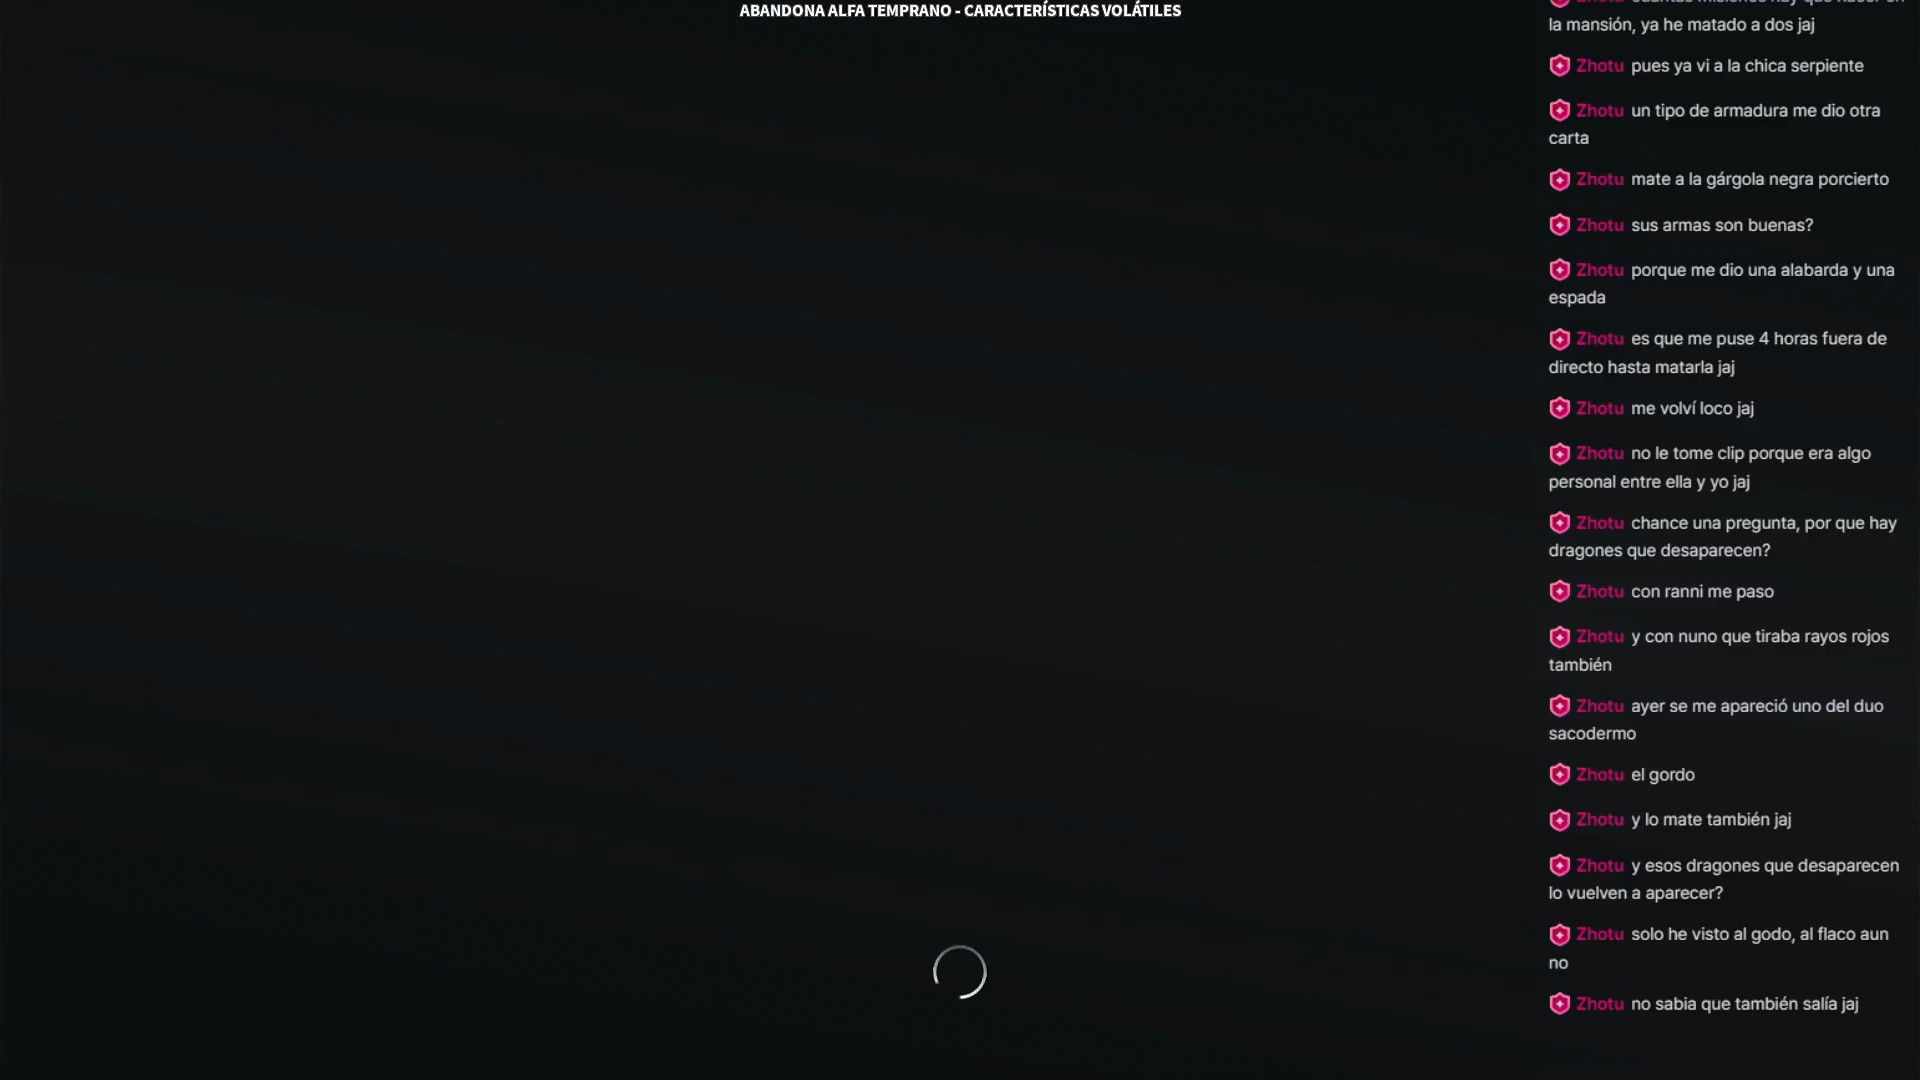 ABANDONA ALFA TEMPRANO - CARACTERÍSTICAS VOLÁTILES
la mansión, ya he matado a dos jaj
Zhotu pues ya vi a la chica serpiente
Zhotu un tipo de armadura me dio otra
carta
Zhotu mate a la gárgola negra porcierto
Zhotu sus armas son buenas?
Zhotu porque me dio una alabarda y una
espada
Zhotu es que me puse 4 horas fuera de
directo hasta matarla jaj
Zhotu me volví loco jaj
Zhotu no le tome clip porque era algo
personal entre ella y yo jaj
Zhotu chance una pregunta, por que hay
dragones que desaparecen?
Zhotu con ranni me paso
Zhotu y con nuno que tiraba rayos rojos
también
Zhotu ayer se me apareció uno del duo
sacodermo
Zhotu el gordo
Zhotu y lo mate también jaj
Zhotu y esos dragones que desaparecen
lo vuelven a aparecer?
Zhotu solo he visto al godo, al flaco aun
no
Zhotu no sabia que también salía jaj